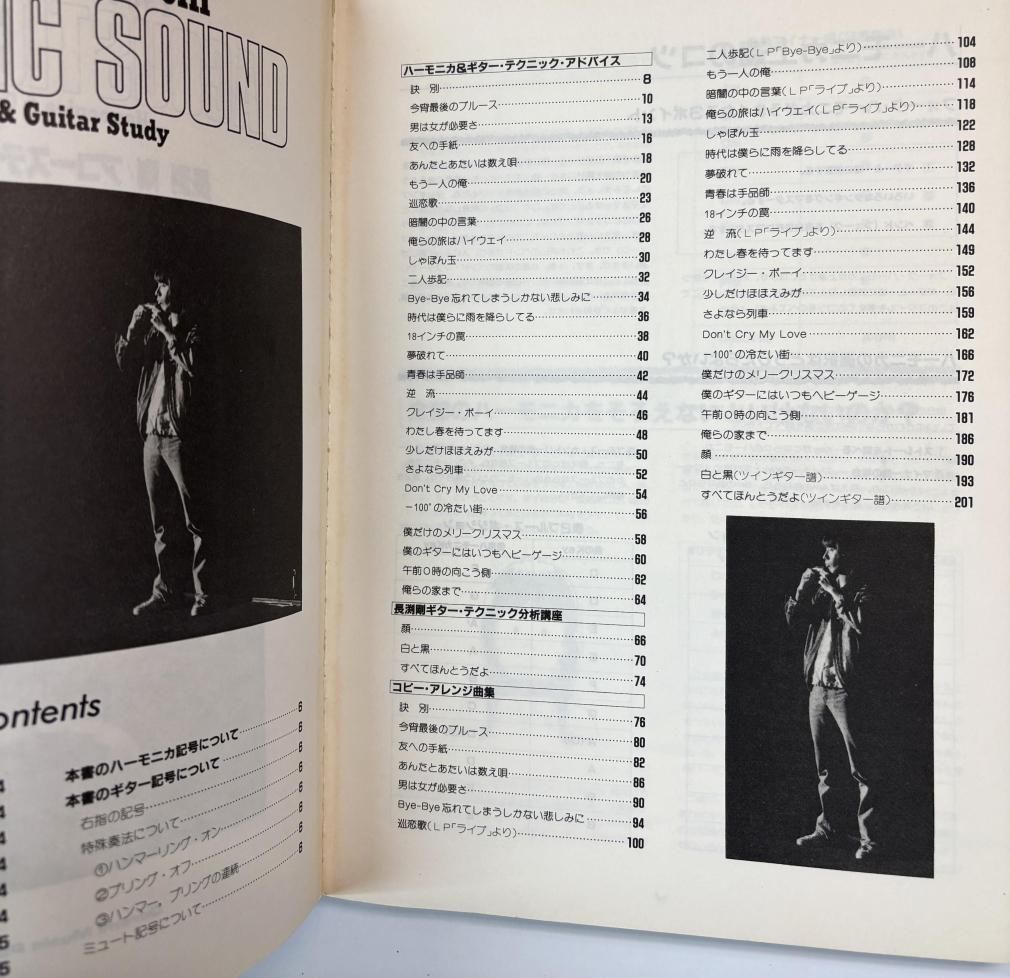 IC SOUND
& Guitar Study
ontents
4
4
4
4
4
4
5
5
本書のハーモニカ記号について 6
本書のギター記号について 6
右指の記号 6
特殊奏法について 6
①ハンマーリング・オン 6
②プリング・オフ 6
③ハンマー。プリングの連続 6
ミュート記号について 6
ハーモニカ&ギター・テクニック・アドバイス
訣 別 8
今宵最後のブルース 10
男は女が必要さ 13
友への手紙 16
あんたとあたいは数え唄 18
もう一人の俺 20
巡恋歌 23
暗闇の中の言葉 26
俺らの旅はハイウェイ 28
しゃぼん玉 30
二人歩記 32
Bye-Bye 忘れてしまうしかない悲しみに 34
時代は僕らに雨を降らしてる 36
18インチの罠 38
夢破れて 40
青春は手品師 42
逆 流 44
クレイジー・ボーイ 46
わたし春を待ってます 48
少しだけほほえみが 50
さよなら列車 52
Don't Cry My Love 54
−100°の冷たい街 56
僕だけのメリークリスマス 58
僕のギターにはいつもヘビーゲージ 60
午前0時の向こう側 62
俺らの家まで 64
長渕剛ギター・テクニック分析講座
顔 66
白と黒 70
すべてほんとうだよ 74
コピー・アレンジ曲集
訣 別 76
今宵最後のブルース 80
友への手紙 82
あんたとあたいは数え唄 86
男は女が必要さ 90
Bye-Bye 忘れてしまうしかない悲しみに 94
巡恋歌(LP「ライブ」より) 100
二人歩記(LP「Bye-Bye」より) 104
もう一人の俺 108
暗闇の中の言葉(LP「ライブ」より) 114
俺らの旅はハイウェイ(LP「ライブ」より) 118
しゃぼん玉 122
時代は僕らに雨を降らしてる 128
夢破れて 132
青春は手品師 136
18インチの罠 140
逆 流(LP「ライブ」より) 144
わたし春を待ってます 149
クレイジー・ボーイ 152
少しだけほほえみが 156
さよなら列車 159
Don't Cry My Love 162
−100°の冷たい街 166
僕だけのメリークリスマス 172
僕のギターにはいつもヘビーゲージ 176
午前0時の向こう側 181
俺らの家まで 186
顔 190
白と黒(ツインギター譜) 193
すべてほんとうだよ(ツインギター譜) 201